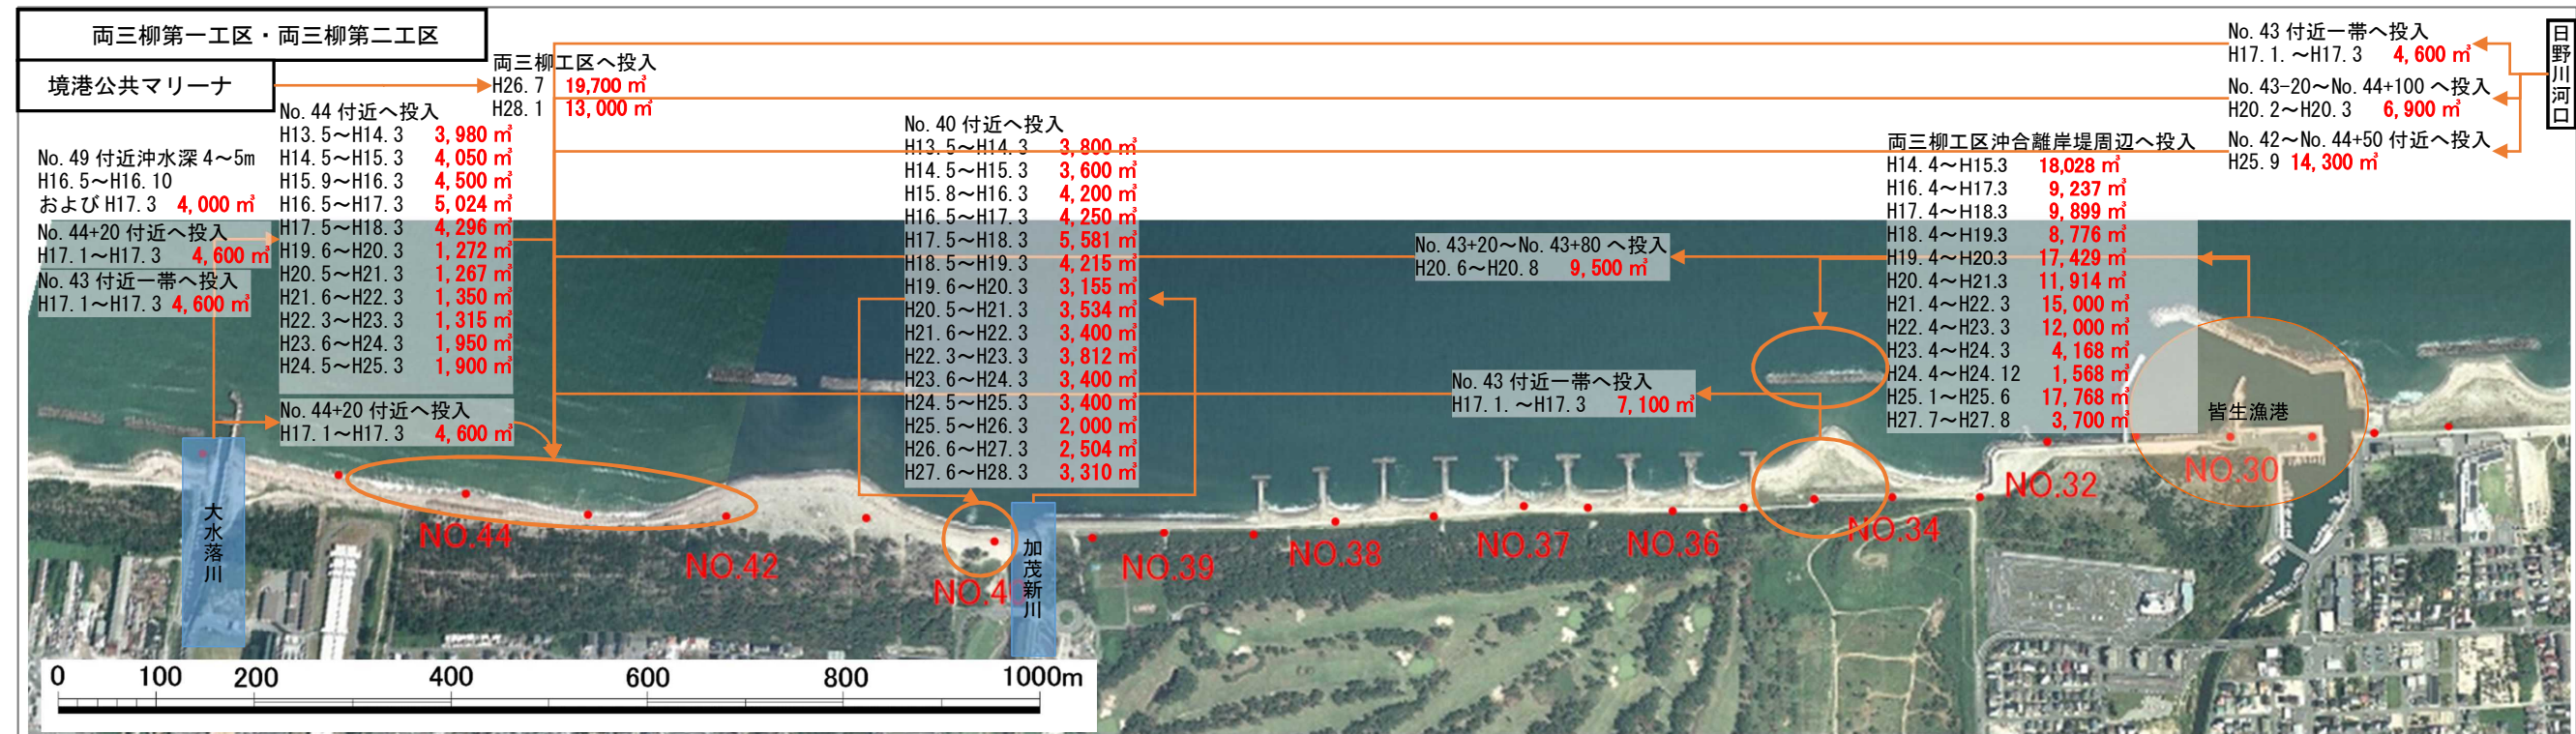 両三柳第一工区・両三柳第二工区
境港公共マリーナ
両三柳工区へ投入
H26.7 19,700 ㎥
H28.1 13,000 ㎥
No.49 付近沖水深 4～5m
H16.5～H16.10
および H17.3 4,000 ㎥
No.44+20 付近へ投入
H17.1～H17.3 4,600 ㎥
No.43 付近一帯へ投入
H17.1～H17.3 4,600 ㎥
No.44 付近へ投入
H13.5～H14.3 3,980 ㎥
H14.5～H15.3 4,050 ㎥
H15.9～H16.3 4,500 ㎥
H16.5～H17.3 5,024 ㎥
H17.5～H18.3 4,296 ㎥
H19.6～H20.3 1,272 ㎥
H20.5～H21.3 1,267 ㎥
H21.6～H22.3 1,350 ㎥
H22.3～H23.3 1,315 ㎥
H23.6～H24.3 1,950 ㎥
H24.5～H25.3 1,900 ㎥
No.44+20 付近へ投入
H17.1～H17.3 4,600 ㎥
No.40 付近へ投入
H13.5～H14.3 3,800 ㎥
H14.5～H15.3 3,600 ㎥
H15.8～H16.3 4,200 ㎥
H16.5～H17.3 4,250 ㎥
H17.5～H18.3 5,581 ㎥
H18.5～H19.3 4,215 ㎥
H19.6～H20.3 3,155 ㎥
H20.5～H21.3 3,534 ㎥
H21.6～H22.3 3,400 ㎥
H22.3～H23.3 3,812 ㎥
H23.6～H24.3 3,400 ㎥
H24.5～H25.3 3,400 ㎥
H25.5～H26.3 2,000 ㎥
H26.6～H27.3 2,504 ㎥
H27.6～H28.3 3,310 ㎥
No.43+20～No.43+80 へ投入
H20.6～H20.8 9,500 ㎥
No.43 付近一帯へ投入
H17.1.～H17.3 7,100 ㎥
両三柳工区沖合離岸堤周辺へ投入
H14.4～H15.3 18,028 ㎥
H16.4～H17.3 9,237 ㎥
H17.4～H18.3 9,899 ㎥
H18.4～H19.3 8,776 ㎥
H19.4～H20.3 17,429 ㎥
H20.4～H21.3 11,914 ㎥
H21.4～H22.3 15,000 ㎥
H22.4～H23.3 12,000 ㎥
H23.4～H24.3 4,168 ㎥
H24.4～H24.12 1,568 ㎥
H25.1～H25.6 17,768 ㎥
H27.7～H27.8 3,700 ㎥
No.43 付近一帯へ投入
H17.1.～H17.3 4,600 ㎥
No.43-20～No.44+100 へ投入
H20.2～H20.3 6,900 ㎥
No.42～No.44+50 付近へ投入
H25.9 14,300 ㎥
日野川河口
皆生漁港
大水落川
加茂新川
NO.44
NO.42
NO.40
NO.39
NO.38
NO.37
NO.36
NO.34
NO.32
NO.30
0 100 200 400 600 800 1000m